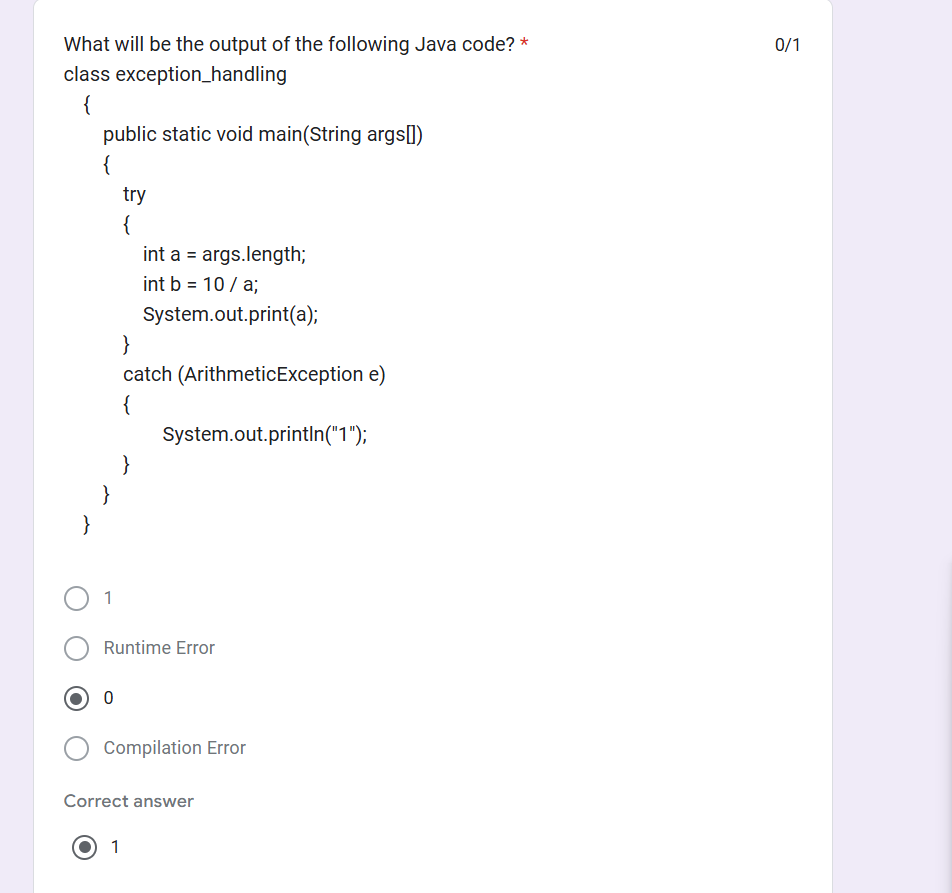 What will be the output of the following Java code? *
0/1
class exception_handling
{
public static void main(String args[])
{
try
{
int a = args.length;
int b = 10 / a;
System.out.print(a);
}
catch (ArithmeticException e)
{
System.out.println("1");
}
}
}
1
Runtime Error
0
Compilation Error
Correct answer
1